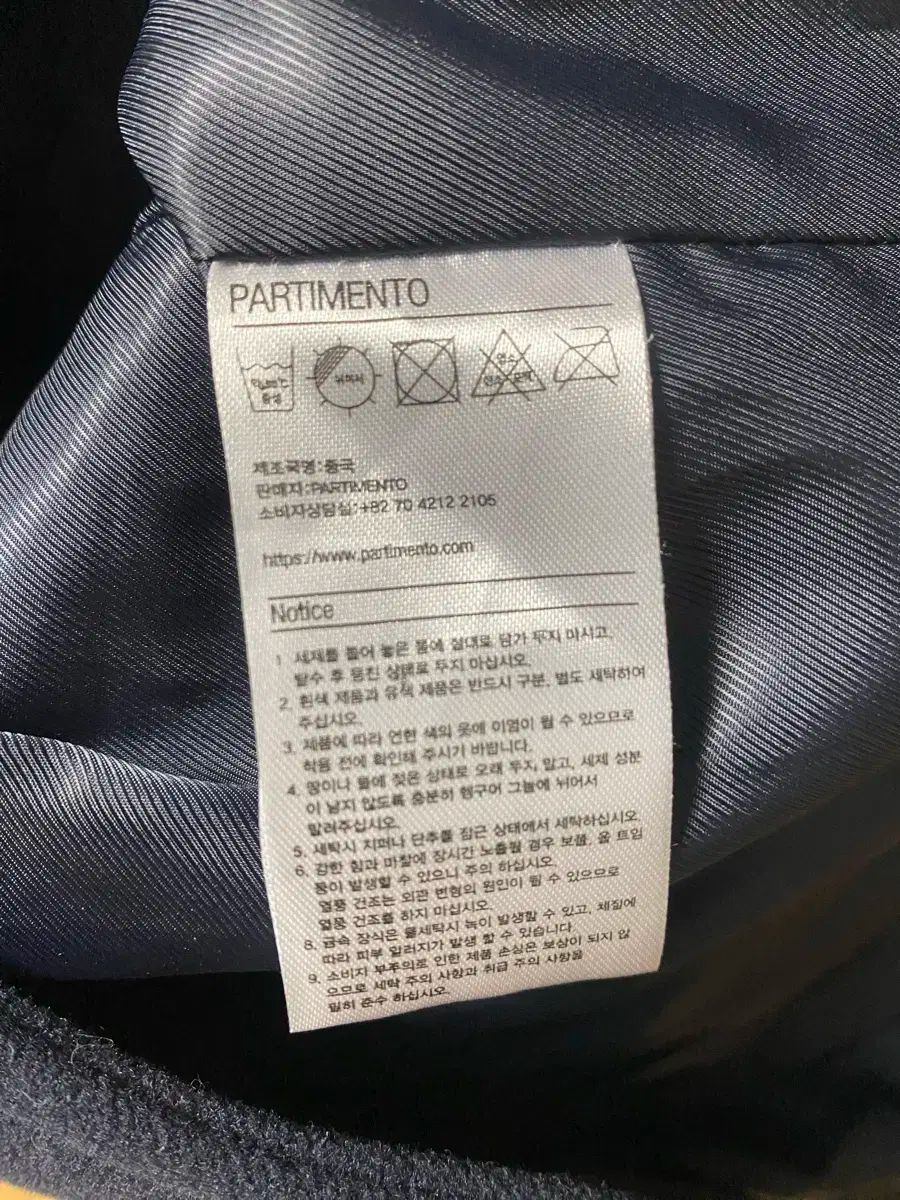 PARTIMENTO
약30℃
중성
뉘여서
염소
염소·표백
제조국명:중국
판매자:PARTIMENTO
소비자상담실:+82 70 4212 2105
https://www.partimento.com
Notice
1 세제를 풀어 놓은 물에 절대로 담가 두지 마시고,
탈수 후 뭉친 상태로 두지 마십시오.
2. 흰색 제품과 유색 제품은 반드시 구분, 별도 세탁하여
주십시오.
3. 제품에 따라 연한 색의 옷에 이염이 될 수 있으므로
착용 전에 확인해 주시기 바랍니다.
4. 땀이나 물에 젖은 상태로 오래 두지 말고, 세제 성분
이 남지 않도록 충분히 헹구어 그늘에 뉘어서
말려주십시오.
5. 세탁시 지퍼나 단추를 잠근 상태에서 세탁하십시오.
6. 강한 힘과 마찰에 장시간 노출될 경우 보풀, 올 트임
등이 발생할 수 있으니 주의 하십시오.
열풍 건조는 외관 변형의 원인이 될 수 있으므로
열풍 건조를 하지 마십시오.
8. 금속 장식은 물세탁시 녹이 발생할 수 있고, 체질에
따라 피부 알러지가 발생 할 수 있습니다.
9. 소비자 부주의로 인한 제품 손상은 보상이 되지 않
으므로 세탁 주의 사항과 취급 주의 사항을
필히 준수 하십시오.